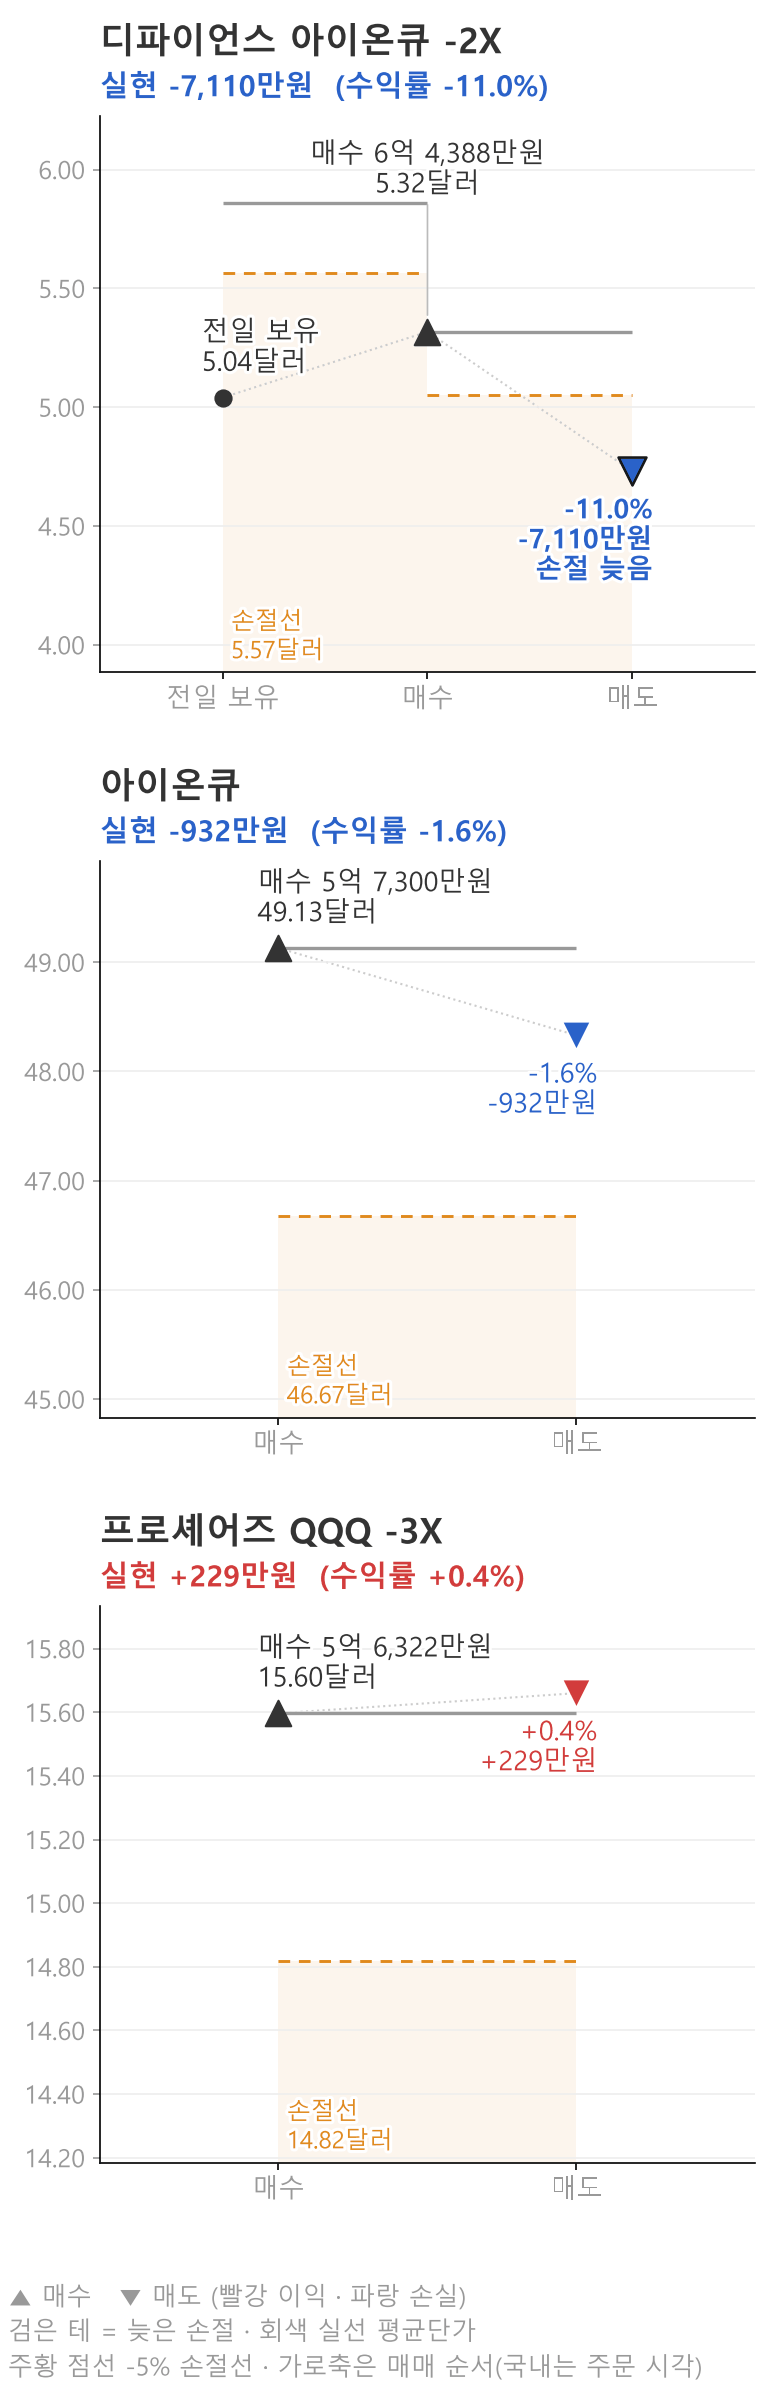 디파이언스 아이온큐 -2X
실현 -7,110만원 (수익률 -11.0%)
매수 6억 4,388만원
5.32달러
6.00
5.50
5.00
4.50
4.00
전일 보유
5.04달러
-11.0%
-7,110만원
손절 늦음
손절선
5.57달러
전일 보유 매수 매도
아이온큐
실현 -932만원 (수익률 -1.6%)
매수 5억 7,300만원
49.13달러
49.00
48.00
47.00
46.00
45.00
-1.6%
-932만원
손절선
46.67달러
매수 매도
프로셰어즈 QQQ -3X
실현 +229만원 (수익률 +0.4%)
매수 5억 6,322만원
15.60달러
15.80
15.60
15.40
15.20
15.00
14.80
14.60
14.40
14.20
+0.4%
+229만원
손절선
14.82달러
매수 매도
▲ 매수 ▼ 매도 (빨강 이익 · 파랑 손실)
검은 테 = 늦은 손절 · 회색 실선 평균단가
주황 점선 -5% 손절선 · 가로축은 매매 순서(국내는 주문 시각)